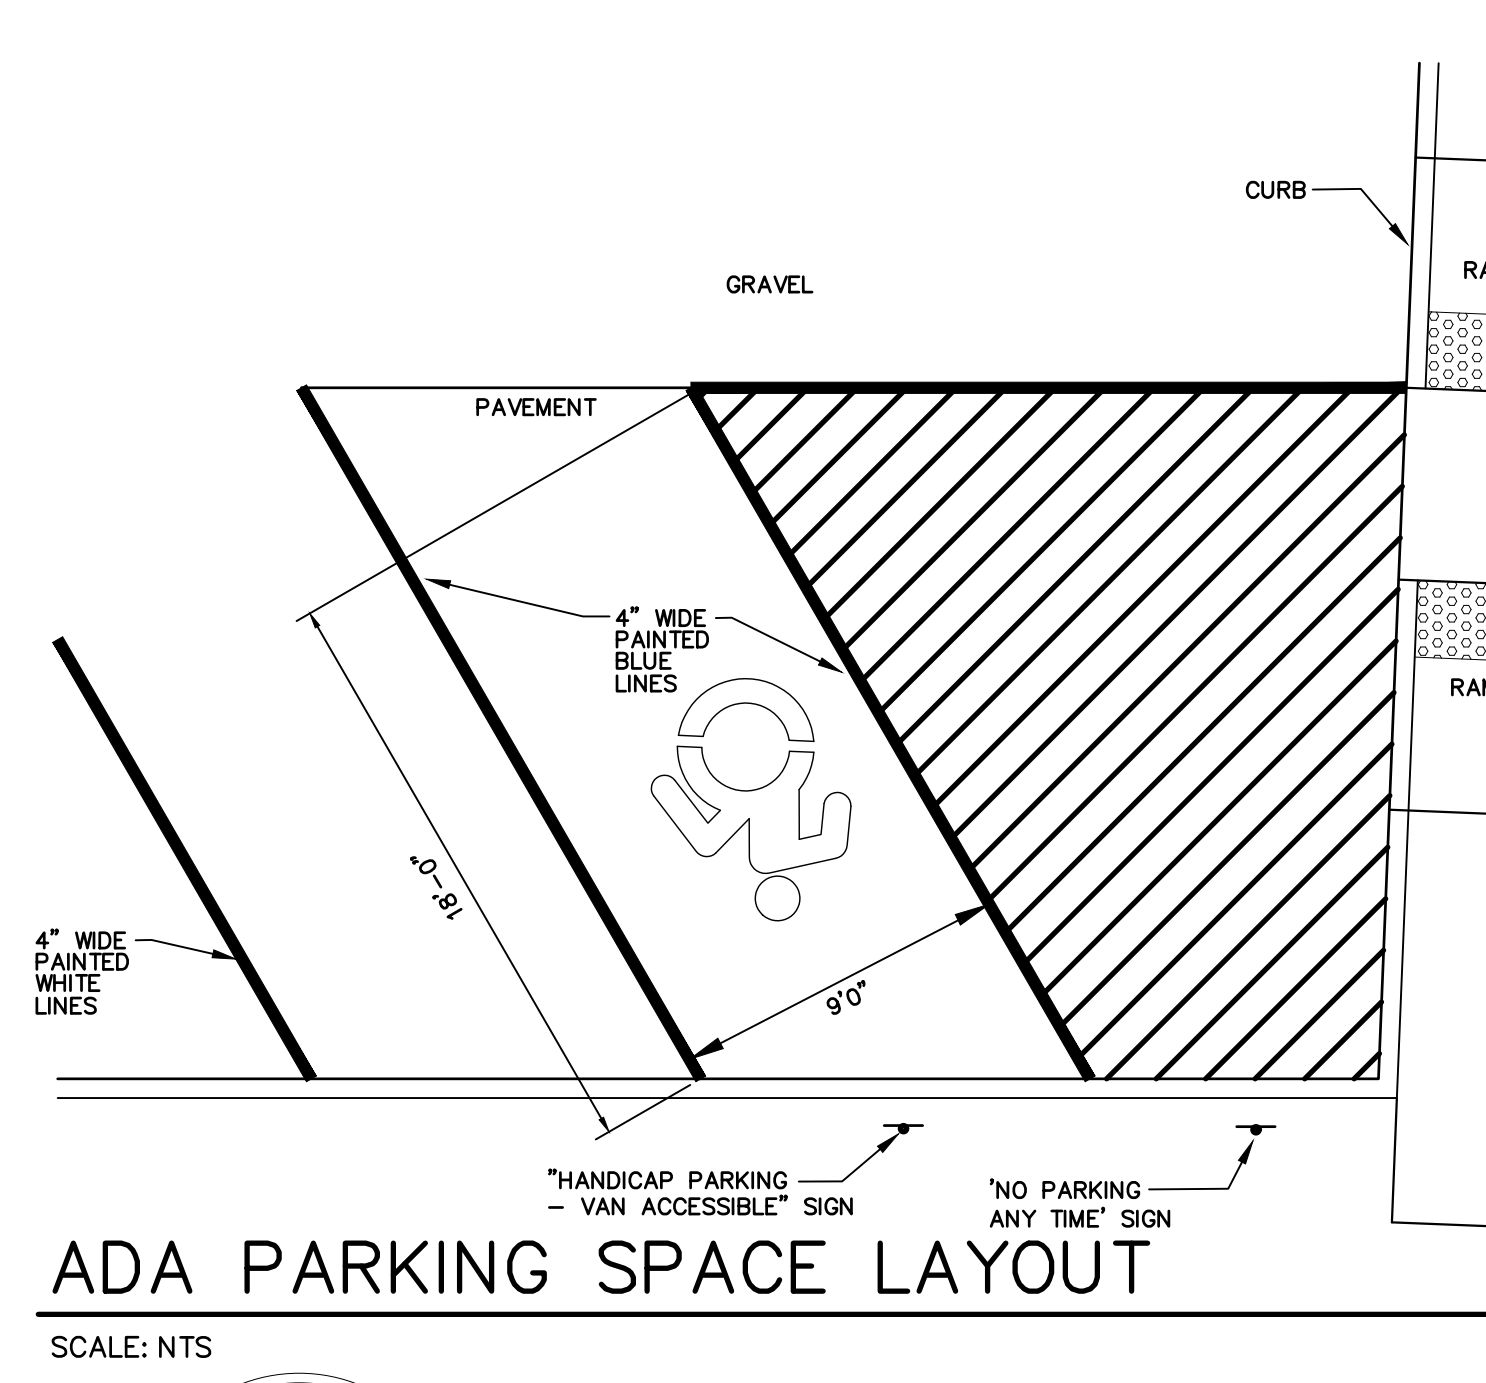 CURB
RA
GRAVEL
PAVEMENT
4" WIDE
PAINTED
BLUE
LINES
RAM
18'-0"
9'0"
4" WIDE
PAINTED
WHITE
LINES
"HANDICAP PARKING
- VAN ACCESSIBLE" SIGN
'NO PARKING
ANY TIME' SIGN
ADA PARKING SPACE LAYOUT
SCALE: NTS